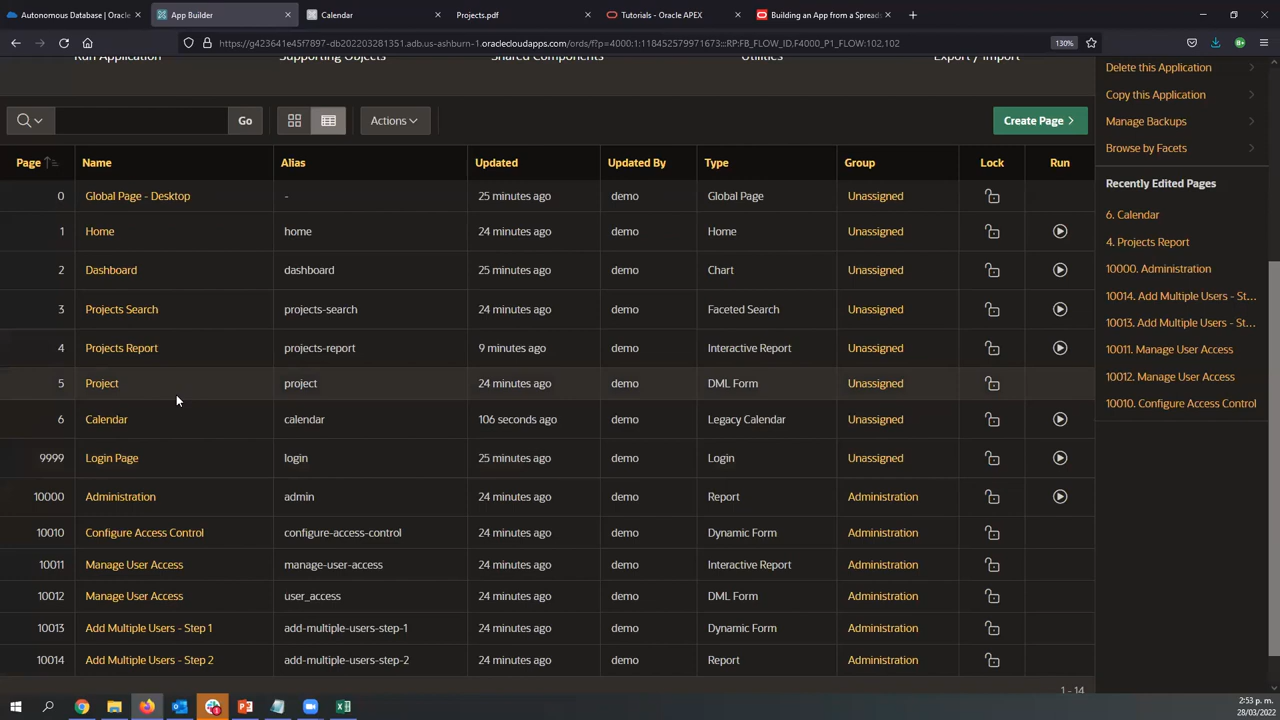 Autonomous Database | Oracle
App Builder
Calendar
Projects.pdf
Tutorials - Oracle APEX
Building an App from a Spreads
https://g423641e45f7897-db202203281351.adb.us-ashburn-1.oraclecloudapps.com/ords/f?p=4000:1:118452579971673:::RP:FB_FLOW_ID,F4000_P1_FLOW:102,102
130%
Run Application
Supporting Objects
Shared Components
Utilities
Export / Import
Delete this Application
Copy this Application
Manage Backups
Browse by Facets
Go
Actions
Create Page
Page Name Alias Updated Updated By Type Group Lock Run
0 Global Page - Desktop - 25 minutes ago demo Global Page Unassigned
1 Home home 24 minutes ago demo Home Unassigned
2 Dashboard dashboard 25 minutes ago demo Chart Unassigned
3 Projects Search projects-search 24 minutes ago demo Faceted Search Unassigned
4 Projects Report projects-report 9 minutes ago demo Interactive Report Unassigned
5 Project project 24 minutes ago demo DML Form Unassigned
6 Calendar calendar 106 seconds ago demo Legacy Calendar Unassigned
9999 Login Page login 25 minutes ago demo Login Unassigned
10000 Administration admin 24 minutes ago demo Report Administration
10010 Configure Access Control configure-access-control 24 minutes ago demo Dynamic Form Administration
10011 Manage User Access manage-user-access 24 minutes ago demo Interactive Report Administration
10012 Manage User Access user_access 24 minutes ago demo DML Form Administration
10013 Add Multiple Users - Step 1 add-multiple-users-step-1 24 minutes ago demo Dynamic Form Administration
10014 Add Multiple Users - Step 2 add-multiple-users-step-2 24 minutes ago demo Report Administration
1 - 14
Recently Edited Pages
6. Calendar
4. Projects Report
10000. Administration
10014. Add Multiple Users - St...
10013. Add Multiple Users - St...
10011. Manage User Access
10012. Manage User Access
10010. Configure Access Control
2:53 p. m.
28/03/2022